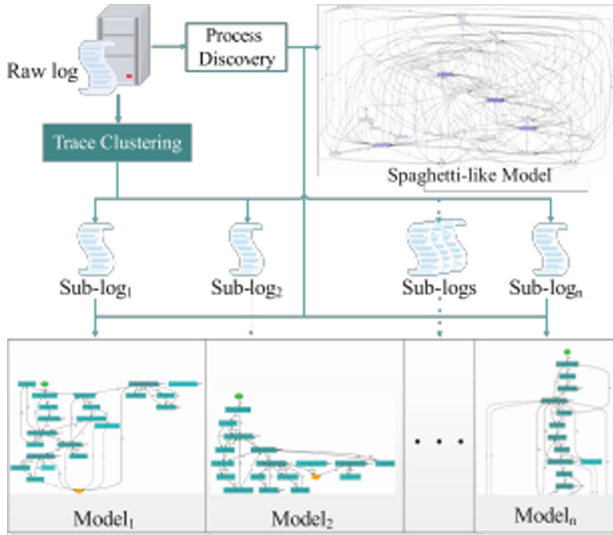 Process
Discovery
Raw log
Trace Clustering
Spaghetti-like Model
Sub-log₁
Sub-log₂
Sub-logs
Sub-logₙ
Model₁
Model₂
Modelₙ